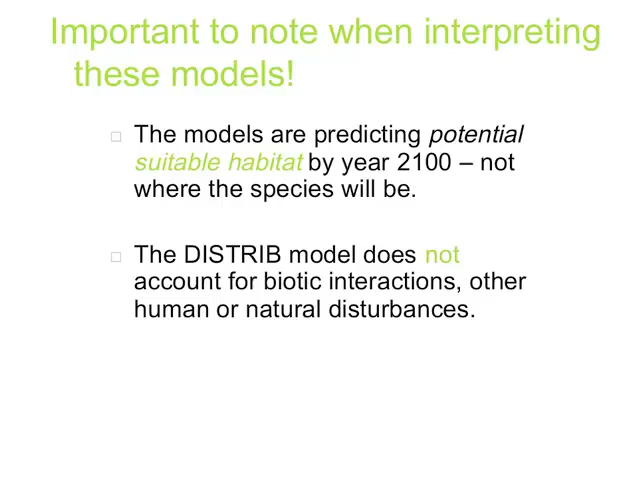 Important to note when interpreting
these models!
The models are predicting potential
suitable habitat by year 2100 – not
where the species will be.
The DISTRIB model does not
account for biotic interactions, other
human or natural disturbances.